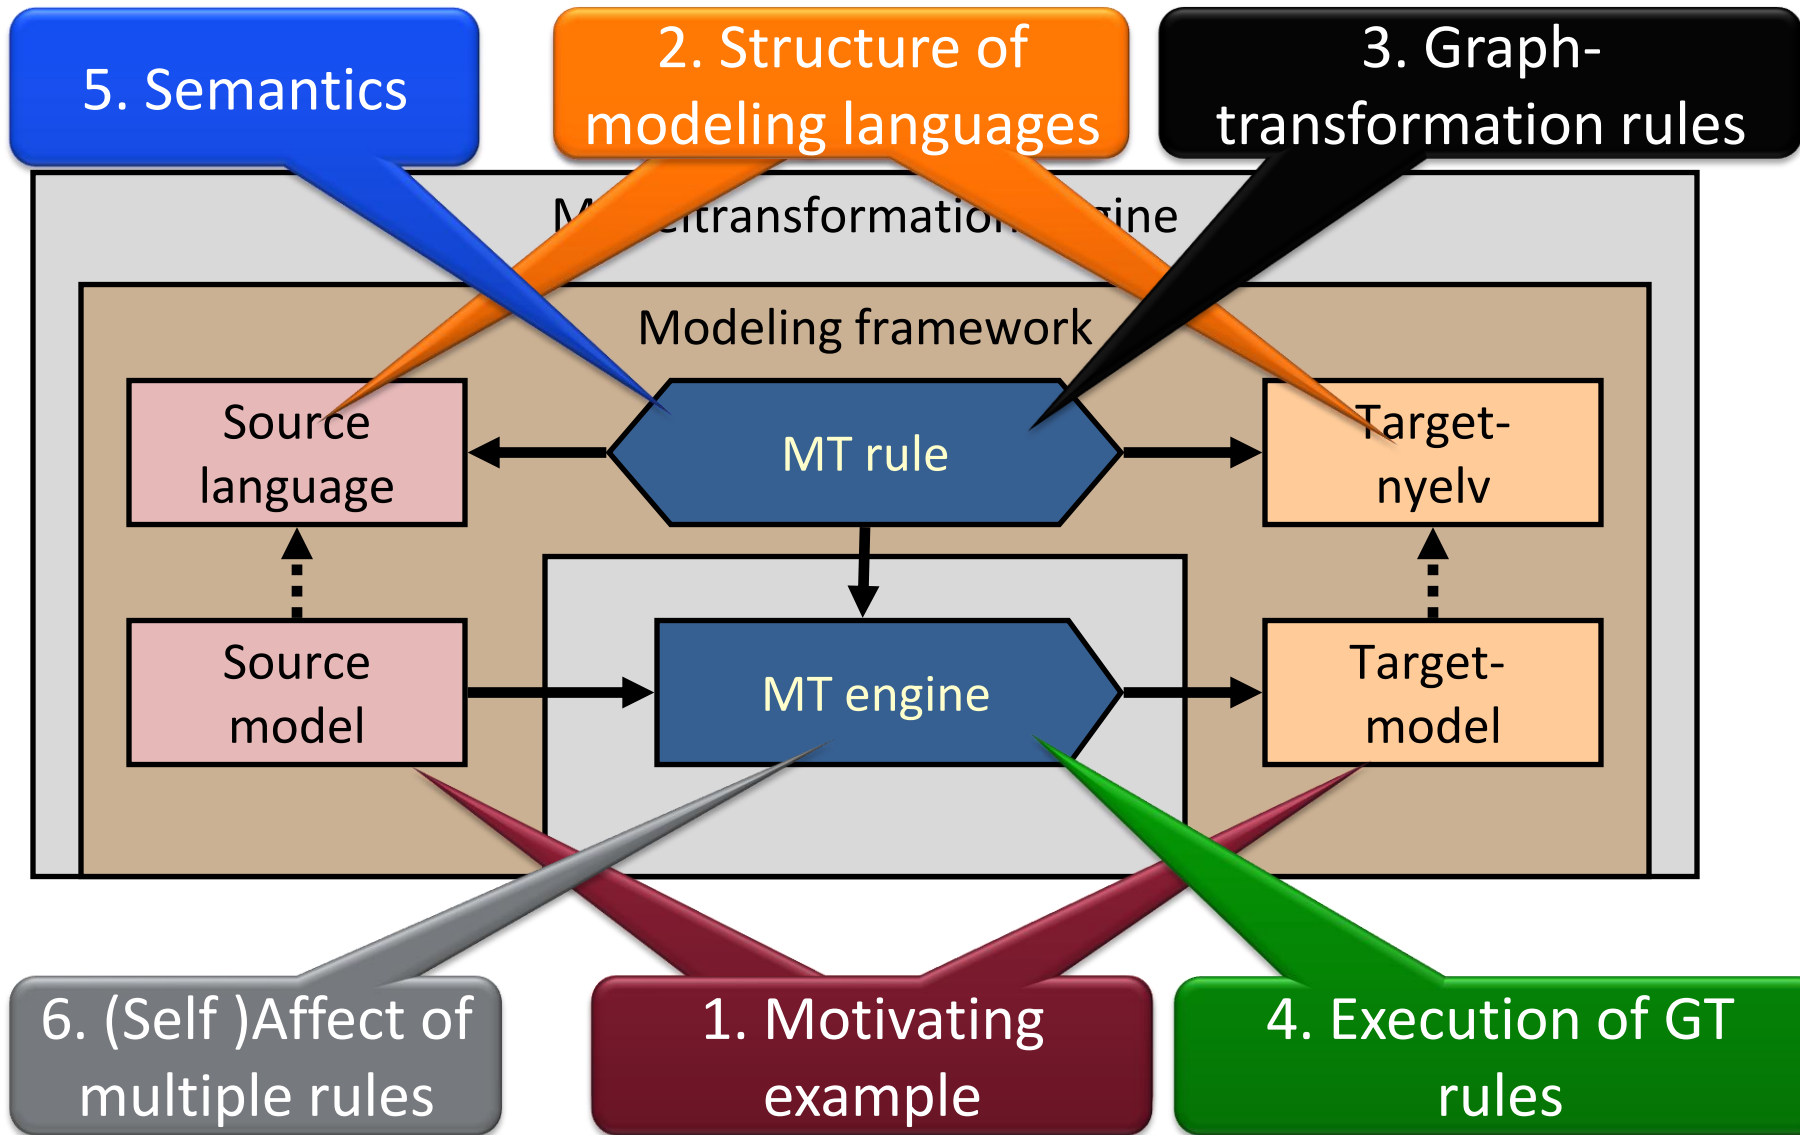 5. Semantics
2. Structure of
modeling languages
3. Graph-
transformation rules
Modeling framework
Source
language
MT rule
Target-
nyelv
Source
model
MT engine
Target-
model
6. (Self )Affect of
multiple rules
1. Motivating
example
4. Execution of GT
rules